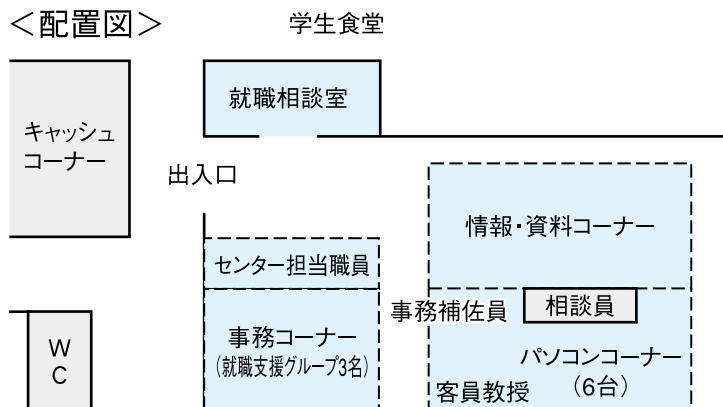 ＜配置図＞
学生食堂
就職相談室
キャッシュ
コーナー
出入口
情報・資料コーナー
センター担当職員
事務補佐員
相談員
事務コーナー
（就職支援グループ3名）
W
C
パソコンコーナー
（6台）
客員教授